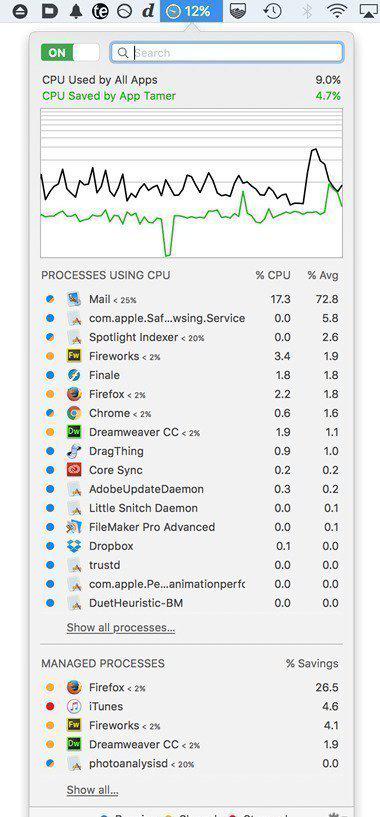 12%
ON
Search
CPU Used by All Apps 9.0%
CPU Saved by App Tamer 4.7%
PROCESSES USING CPU % CPU % Avg
Mail < 25% 17.3 72.8
com.apple.Saf...wsing.Service 0.0 5.8
Spotlight Indexer < 20% 0.0 2.6
Fw Fireworks < 2% 3.4 1.9
Finale 1.8 1.8
Firefox < 2% 2.2 1.8
Chrome < 2% 0.6 1.6
Dw Dreamweaver CC < 2% 1.9 1.1
DragThing 0.9 1.0
Core Sync 0.2 0.2
AdobeUpdateDaemon 0.3 0.2
Little Snitch Daemon 0.0 0.1
FileMaker Pro Advanced 0.0 0.1
Dropbox 0.1 0.0
trustd 0.0 0.0
com.apple.Pe...animationperfc 0.0 0.0
DuetHeuristic-BM 0.0 0.0
Show all processes...
MANAGED PROCESSES % Savings
Firefox < 2% 26.5
iTunes 4.6
Fw Fireworks < 2% 4.1
Dw Dreamweaver CC < 2% 1.9
photoanalysisd < 20% 0.0
Show all...